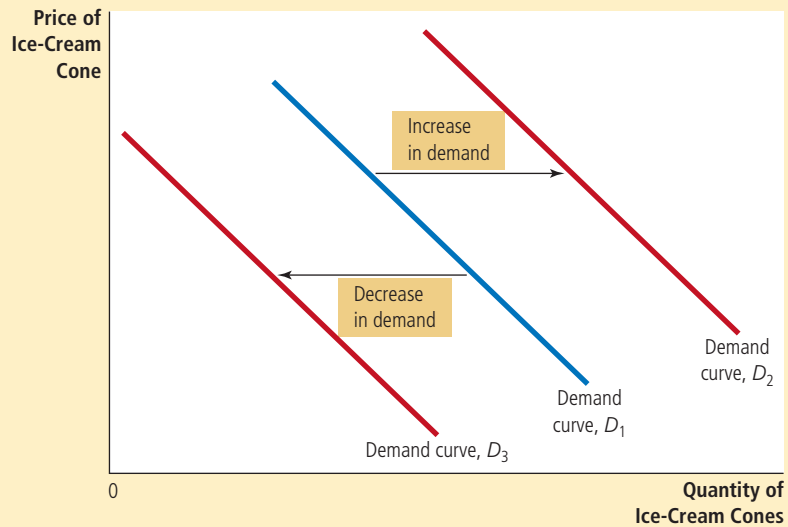 Price of
Ice-Cream
Cone
Increase
in demand
Decrease
in demand
Demand
curve, D₂
Demand
curve, D₁
Demand curve, D₃
0
Quantity of
Ice-Cream Cones